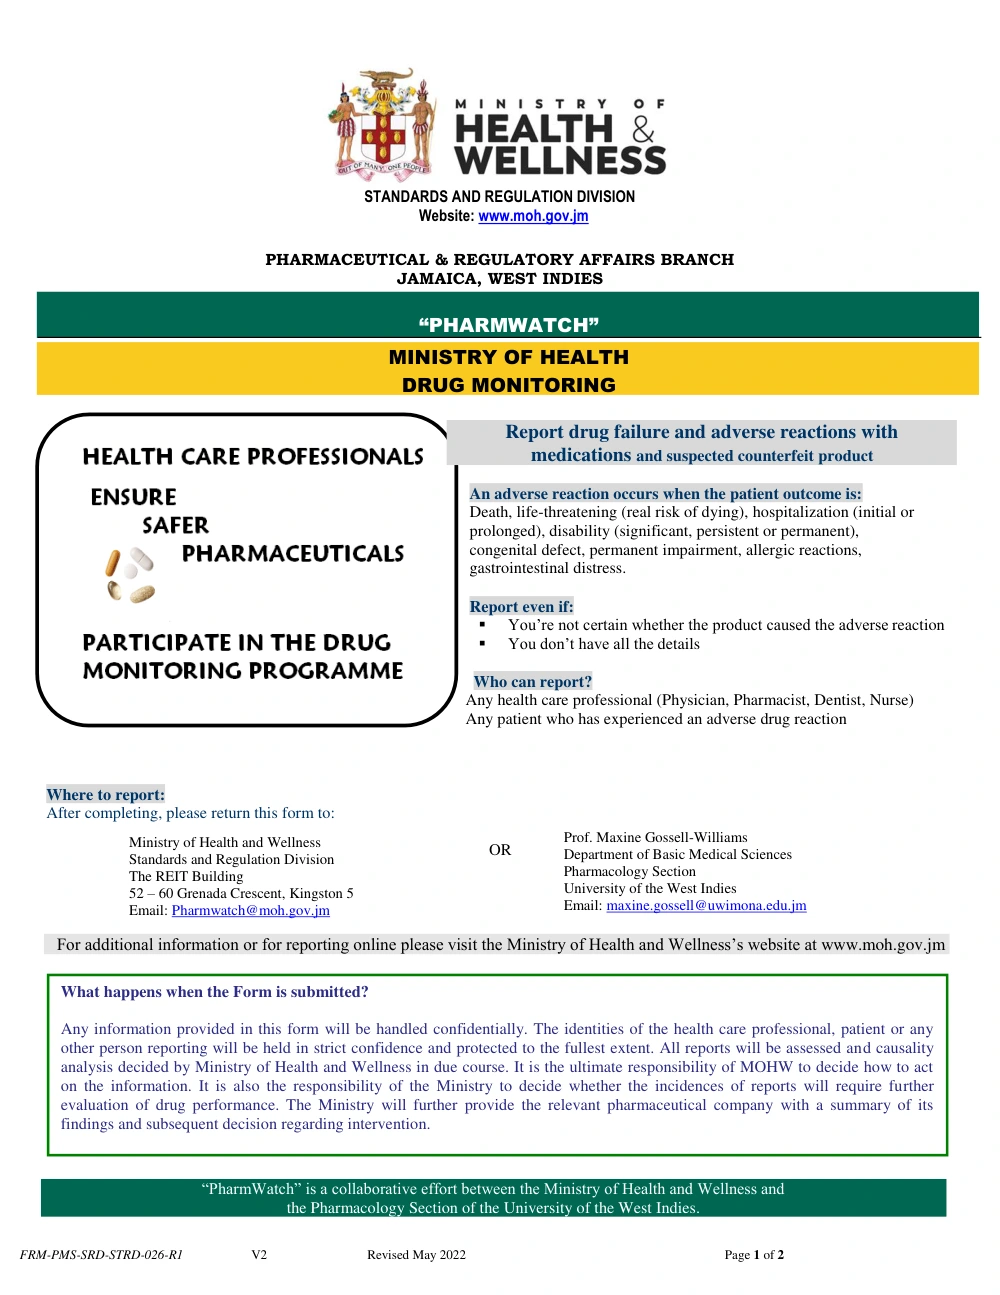 OUT OF MANY, ONE PEOPLE
MINISTRY OF
HEALTH &
WELLNESS
STANDARDS AND REGULATION DIVISION
Website: www.moh.gov.jm
PHARMACEUTICAL & REGULATORY AFFAIRS BRANCH
JAMAICA, WEST INDIES
“PHARMWATCH”
MINISTRY OF HEALTH
DRUG MONITORING
HEALTH CARE PROFESSIONALS
ENSURE
SAFER
PHARMACEUTICALS
PARTICIPATE IN THE DRUG
MONITORING PROGRAMME
Report drug failure and adverse reactions with
medications and suspected counterfeit product
An adverse reaction occurs when the patient outcome is:
Death, life-threatening (real risk of dying), hospitalization (initial or
prolonged), disability (significant, persistent or permanent),
congenital defect, permanent impairment, allergic reactions,
gastrointestinal distress.
Report even if:
▪ You’re not certain whether the product caused the adverse reaction
▪ You don’t have all the details
Who can report?
Any health care professional (Physician, Pharmacist, Dentist, Nurse)
Any patient who has experienced an adverse drug reaction
Where to report:
After completing, please return this form to:
Ministry of Health and Wellness
Standards and Regulation Division
The REIT Building
52 – 60 Grenada Crescent, Kingston 5
Email: Pharmwatch@moh.gov.jm
OR
Prof. Maxine Gossell-Williams
Department of Basic Medical Sciences
Pharmacology Section
University of the West Indies
Email: maxine.gossell@uwimona.edu.jm
For additional information or for reporting online please visit the Ministry of Health and Wellness’s website at www.moh.gov.jm
What happens when the Form is submitted?
Any information provided in this form will be handled confidentially. The identities of the health care professional, patient or any
other person reporting will be held in strict confidence and protected to the fullest extent. All reports will be assessed and causality
analysis decided by Ministry of Health and Wellness in due course. It is the ultimate responsibility of MOHW to decide how to act
on the information. It is also the responsibility of the Ministry to decide whether the incidences of reports will require further
evaluation of drug performance. The Ministry will further provide the relevant pharmaceutical company with a summary of its
findings and subsequent decision regarding intervention.
“PharmWatch” is a collaborative effort between the Ministry of Health and Wellness and
the Pharmacology Section of the University of the West Indies.
FRM-PMS-SRD-STRD-026-R1 V2 Revised May 2022 Page 1 of 2